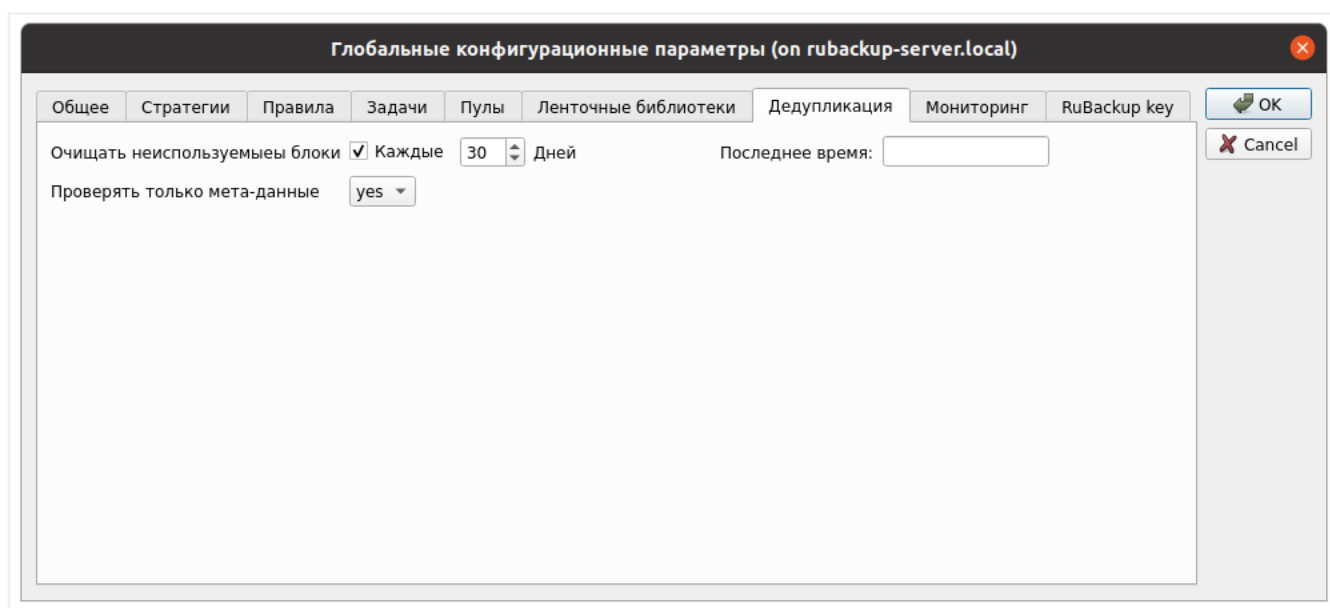 Глобальные конфигурационные параметры (on rubackup-server.local)
Общее Стратегии Правила Задачи Пулы Ленточные библиотеки Дедупликация Мониторинг RuBackup key OK
Очищать неиспользуемыеы блоки Каждые 30 Дней Последнее время: Cancel
Проверять только мета-данные yes